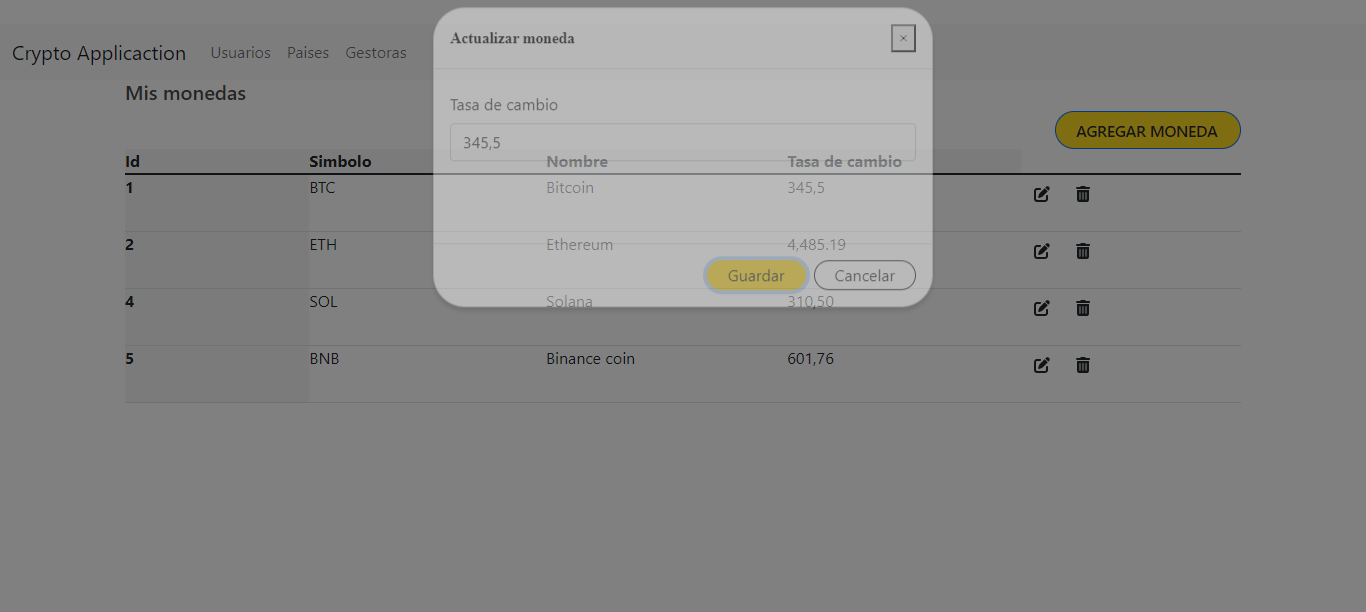 Crypto Applicaction Usuarios Paises Gestoras
Actualizar moneda ×
Mis monedas
Tasa de cambio
345,5
AGREGAR MONEDA
Id Simbolo Nombre Tasa de cambio
1 BTC Bitcoin 345,5
2 ETH Ethereum 4,485.19
Guardar Cancelar
4 SOL Solana 310,50
5 BNB Binance coin 601,76